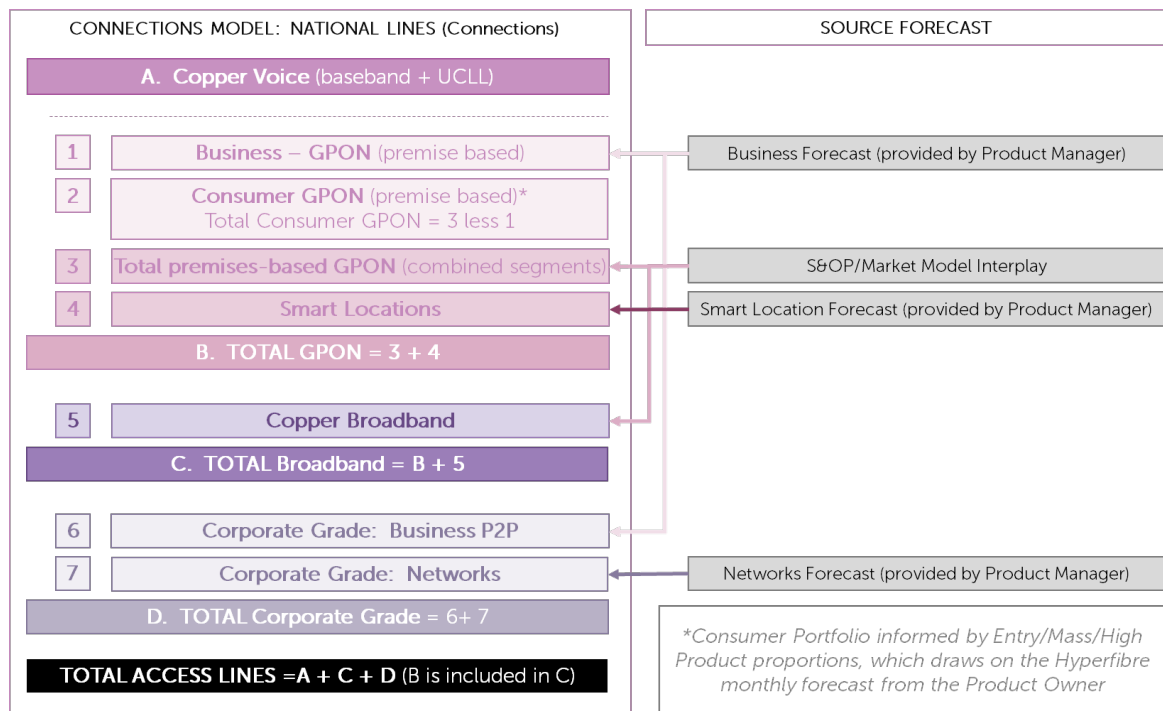 CONNECTIONS MODEL: NATIONAL LINES (Connections)
SOURCE FORECAST
A. Copper Voice (baseband + UCLL)
1
Business – GPON (premise based)
Business Forecast (provided by Product Manager)
2
Consumer GPON (premise based)*
Total Consumer GPON = 3 less 1
3
Total premises-based GPON (combined segments)
S&OP/Market Model Interplay
4
Smart Locations
Smart Location Forecast (provided by Product Manager)
B. TOTAL GPON = 3 + 4
5
Copper Broadband
C. TOTAL Broadband = B + 5
6
Corporate Grade: Business P2P
7
Corporate Grade: Networks
Networks Forecast (provided by Product Manager)
D. TOTAL Corporate Grade = 6+ 7
TOTAL ACCESS LINES =A + C + D (B is included in C)
*Consumer Portfolio informed by Entry/Mass/High
Product proportions, which draws on the Hyperfibre
monthly forecast from the Product Owner